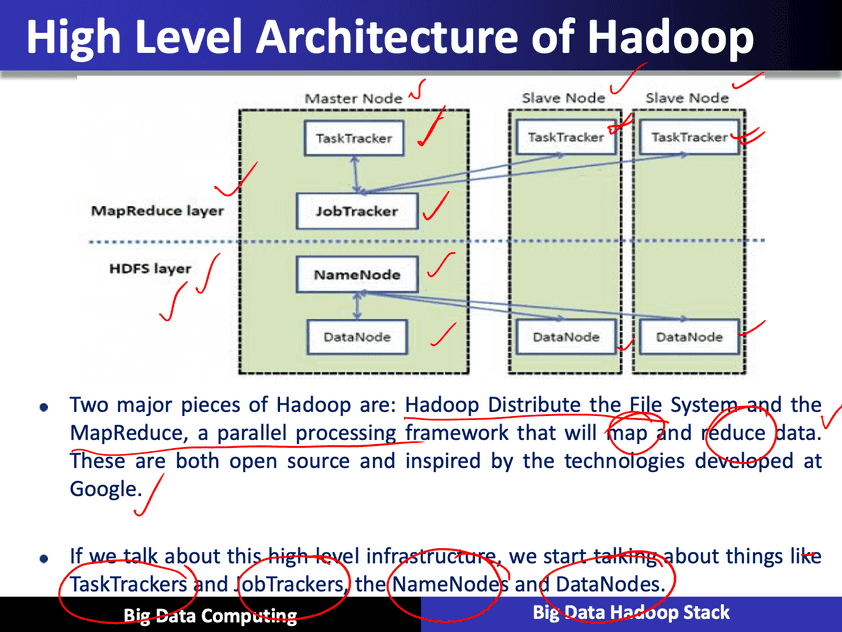 High Level Architecture of Hadoop
Master Node
Slave Node
Slave Node
TaskTracker
TaskTracker
TaskTracker
MapReduce layer
JobTracker
HDFS layer
NameNode
DataNode
DataNode
DataNode
• Two major pieces of Hadoop are: Hadoop Distribute the File System and the
MapReduce, a parallel processing framework that will map and reduce data.
These are both open source and inspired by the technologies developed at
Google.
• If we talk about this high level infrastructure, we start talking about things like
TaskTrackers and JobTrackers, the NameNodes and DataNodes.
Big Data Computing
Big Data Hadoop Stack